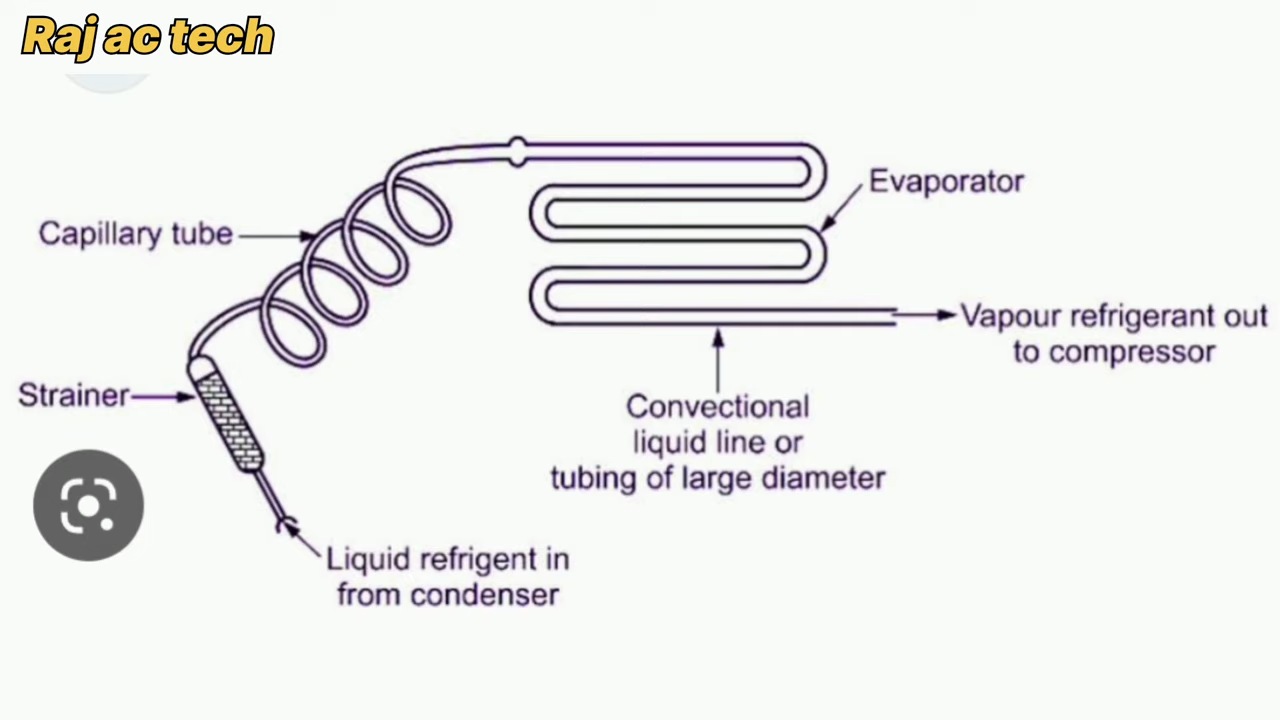 Raj ac tech
Evaporator
Capillary tube
Vapour refrigerant out
to compressor
Strainer
Convectional
liquid line or
tubing of large diameter
Liquid refrigent in
from condenser